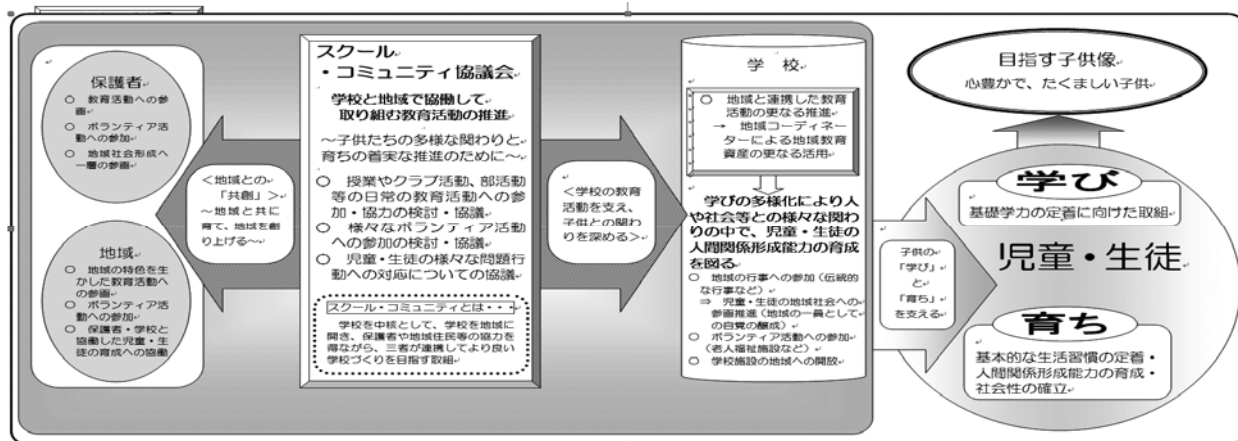 保護者
○ 教育活動への参
画
○ ボランティア活
動への参加
○ 地域社会形成へ
一層の参画
地域
○ 地域の特色を生
かした教育活動へ
の参画
○ ボランティア活
動への参加
○ 保護者・学校と
協働した児童・生
徒の育成への協働
<地域との
「共創」>
~地域と共に
育て、地域を創
り上げる~
スクール
・コミュニティ協議会
学校と地域で協働して
取り組む教育活動の推進
~子供たちの多様な関わりと
育ちの着実な推進のために~
○ 授業やクラブ活動、部活動
等の日常の教育活動への参
加・協力の検討・協議
○ 様々なボランティア活動
への参加の検討・協議
○ 児童・生徒の様々な問題行
動への対応についての協議
スクール・コミュニティとは・・・
学校を中核として、学校を地域に
開き、保護者や地域住民等の協力を
得ながら、三者が連携してより良い
学校づくりを目指す取組
<学校の教育
活動を支え、
子供との関わ
りを深める>
学 校
○ 地域と連携した教育
活動の更なる推進
→ 地域コーディネ
ーターによる地域教育
資産の更なる活用
学びの多様化により人
や社会等との様々な関わ
りの中で、児童・生徒の
人間関係形成能力の育成
を図る
○ 地域の行事への参加(伝統的
な行事など)
⇒ 児童・生徒の地域社会への
参画推進(地域の一員として
の自覚の醸成)
○ ボランティア活動への参加
(老人福祉施設など)
○ 学校施設の地域への開放
子供の
「学び」
と
「育ち」
を支える
目指す子供像
心豊かで、たくましい子供
学び
基礎学力の定着に向けた取組
児童・生徒
育ち
基本的な生活習慣の定着・
人間関係形成能力の育成・
社会性の確立